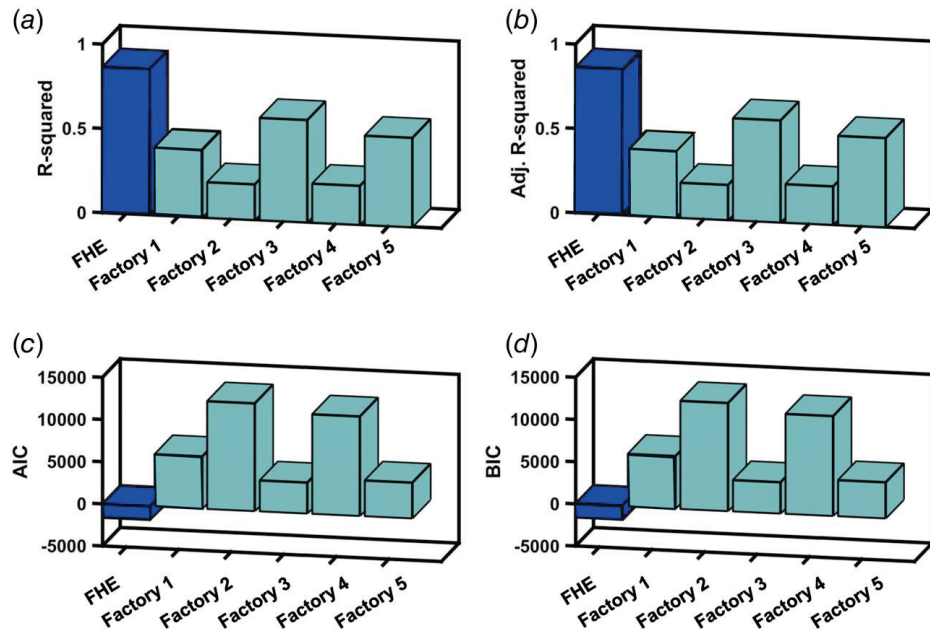 (a)
1
0.5
0
R-squared
FHE
Factory 1
Factory 2
Factory 3
Factory 4
Factory 5
(b)
1
0.5
0
Adj. R-squared
FHE
Factory 1
Factory 2
Factory 3
Factory 4
Factory 5
(c)
15000
10000
5000
0
-5000
AIC
FHE
Factory 1
Factory 2
Factory 3
Factory 4
Factory 5
(d)
15000
10000
5000
0
-5000
BIC
FHE
Factory 1
Factory 2
Factory 3
Factory 4
Factory 5